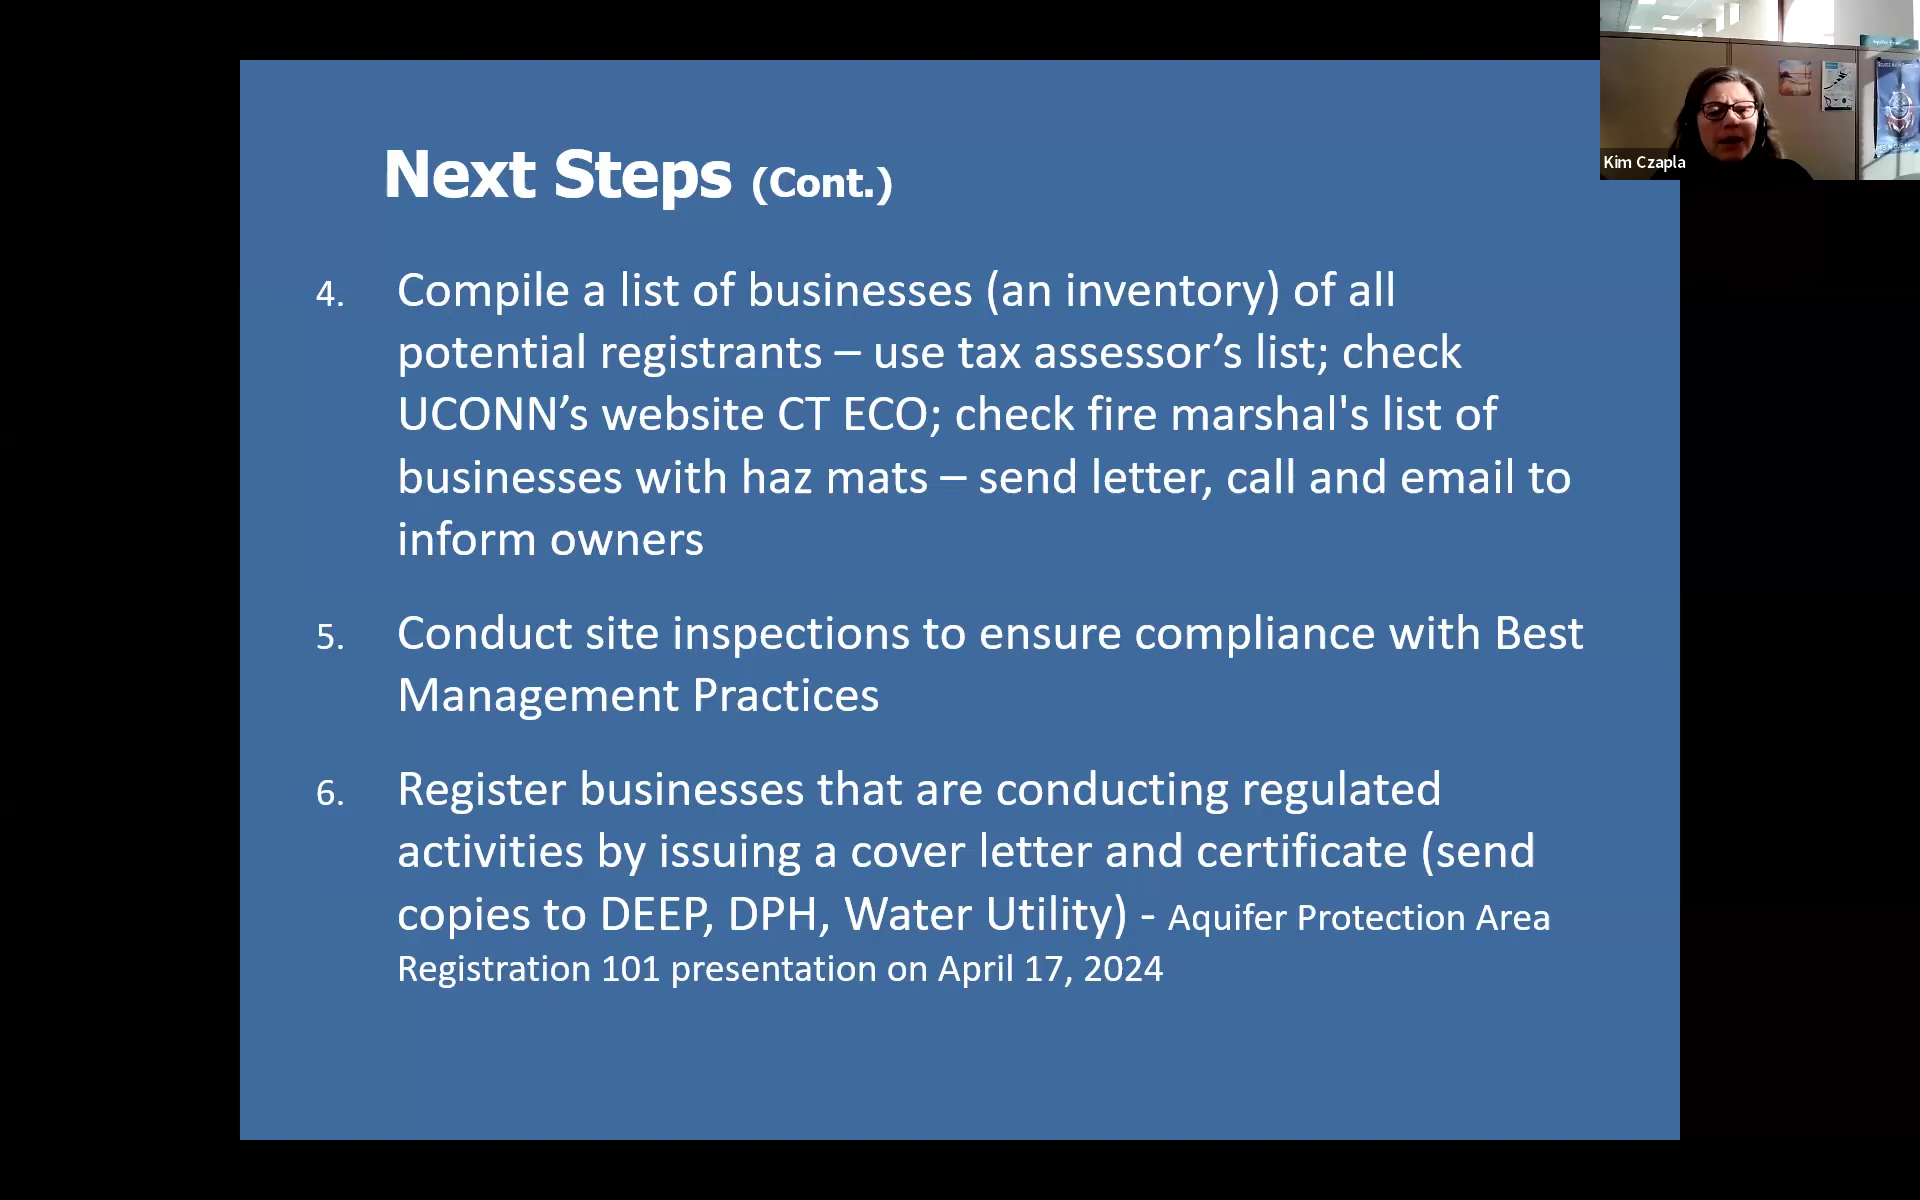 Next Steps (Cont.)
4. Compile a list of businesses (an inventory) of all
potential registrants – use tax assessor’s list; check
UCONN’s website CT ECO; check fire marshal's list of
businesses with haz mats – send letter, call and email to
inform owners
5. Conduct site inspections to ensure compliance with Best
Management Practices
6. Register businesses that are conducting regulated
activities by issuing a cover letter and certificate (send
copies to DEEP, DPH, Water Utility) - Aquifer Protection Area
Registration 101 presentation on April 17, 2024
Kim Czapla